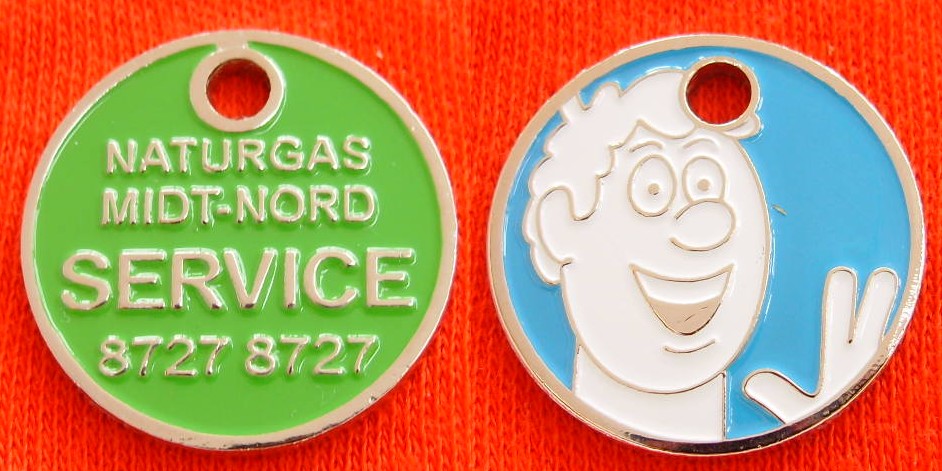 NATURGAS
MIDT-NORD
SERVICE
8727 8727